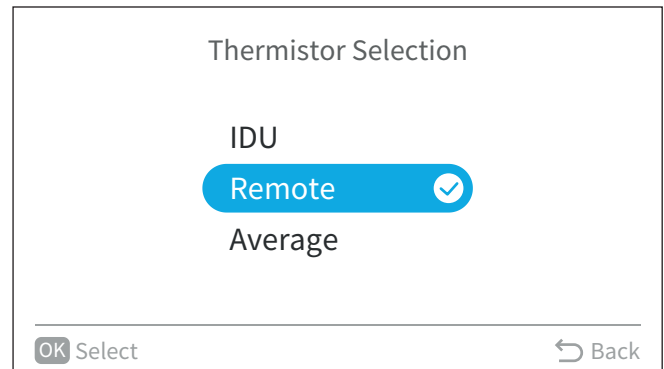 Thermistor Selection
IDU
Remote
Average
OK Select
Back